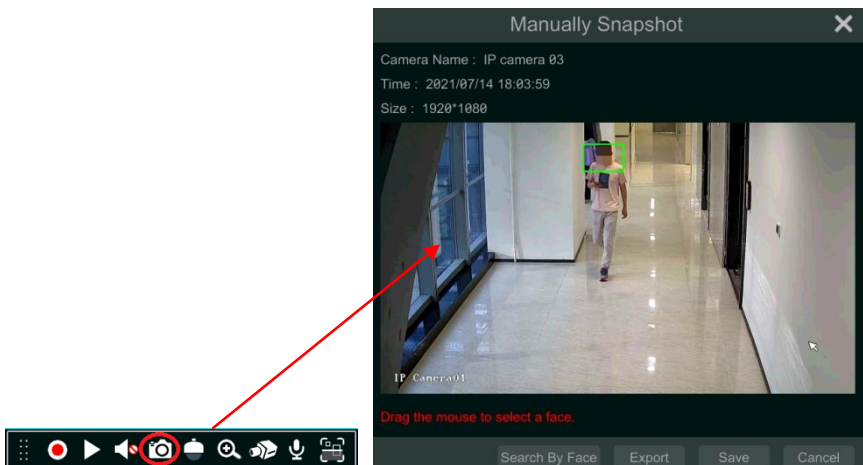 Manually Snapshot
Camera Name : IP camera 03
Time : 2021/07/14 18:03:59
Size : 1920*1080
IP Camera01
Drag the mouse to select a face.
Search By Face Export Save Cancel